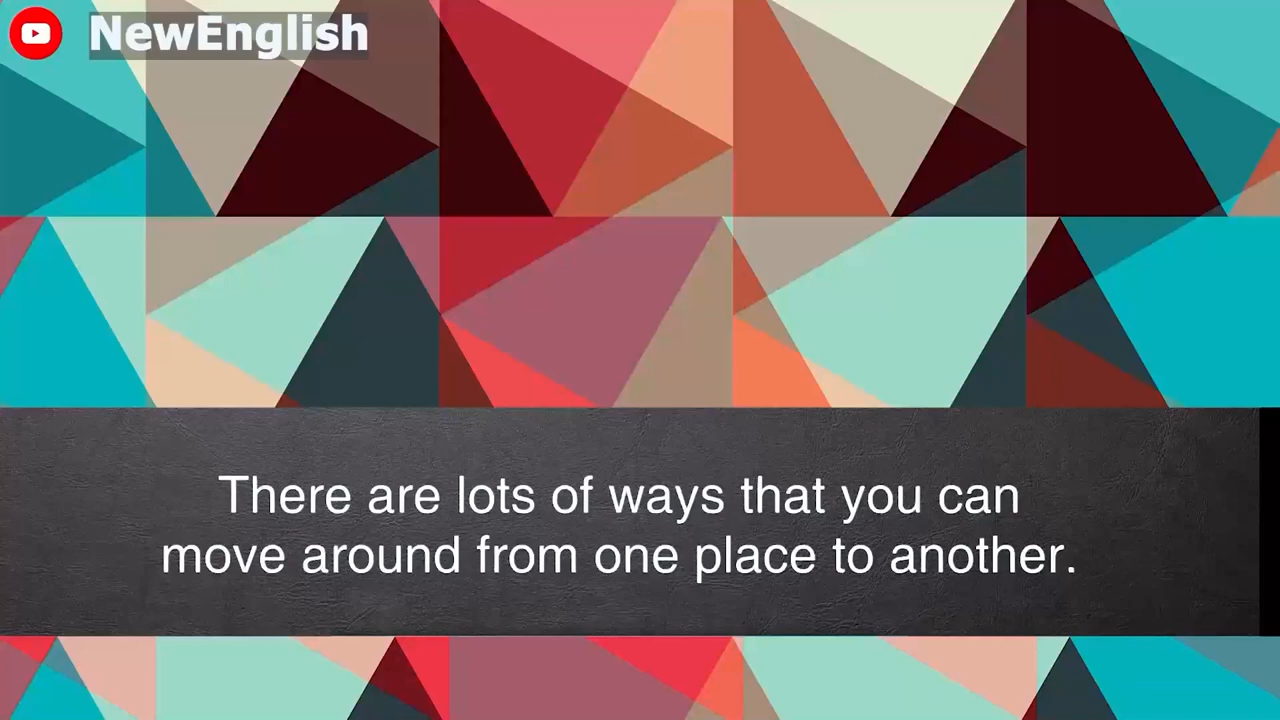 NewEnglish
There are lots of ways that you can
move around from one place to another.